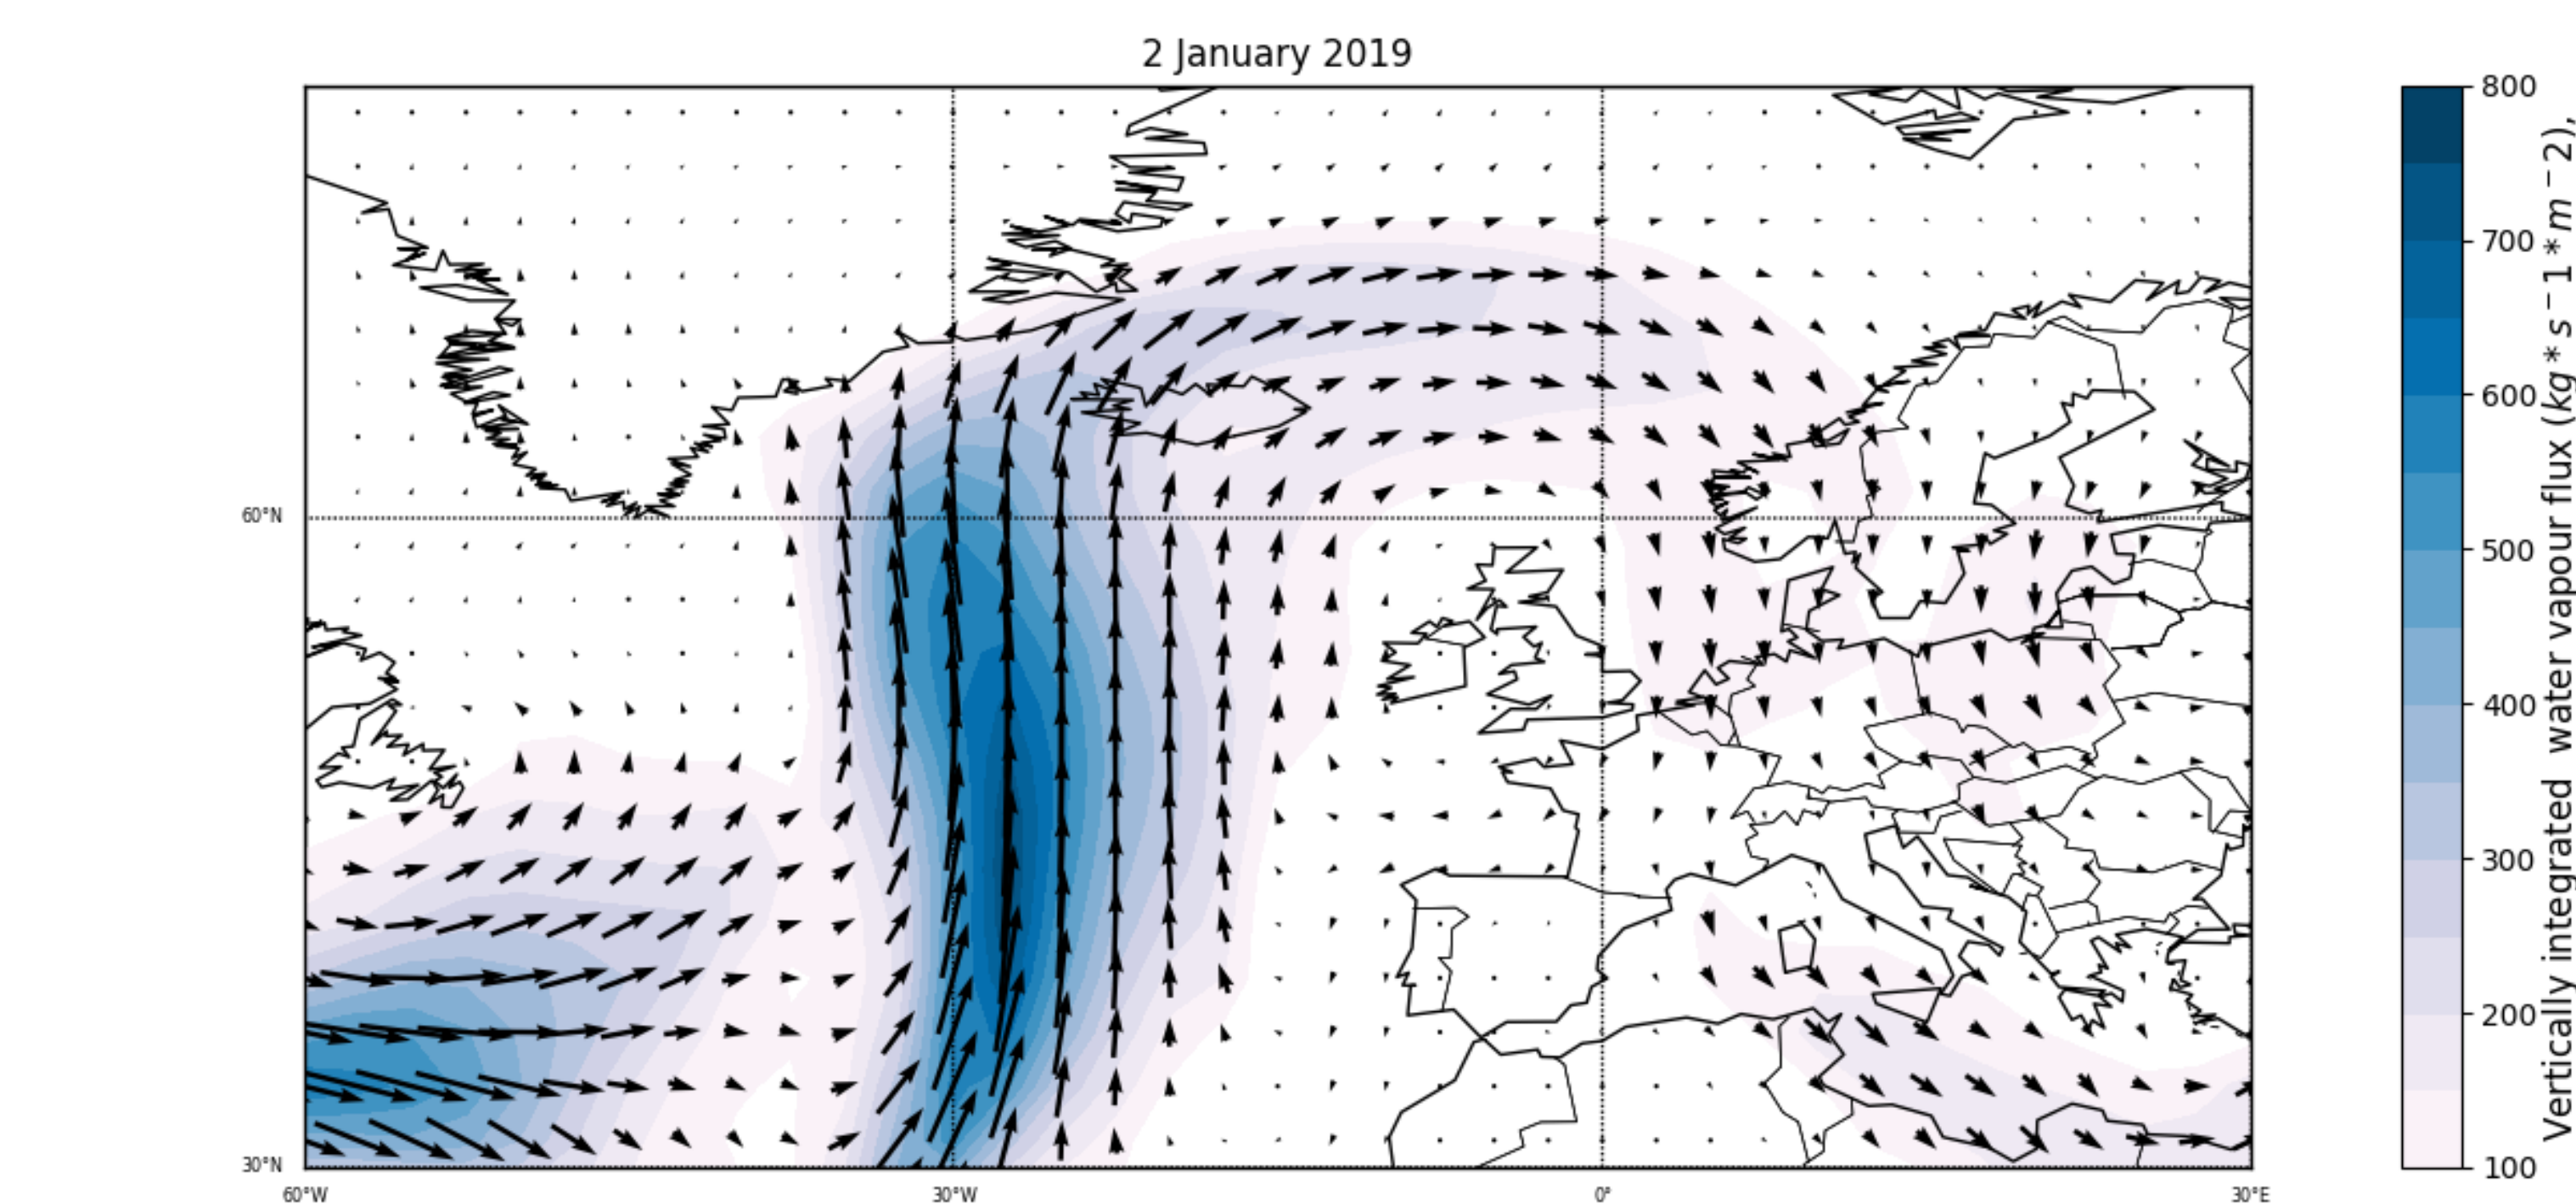 2 January 2019
60°N
30°N
60°W
30°W
0°
30°E
800
700
600
500
400
300
200
100
Vertically integrated water vapour flux (kg * s − 1 * m − 2),